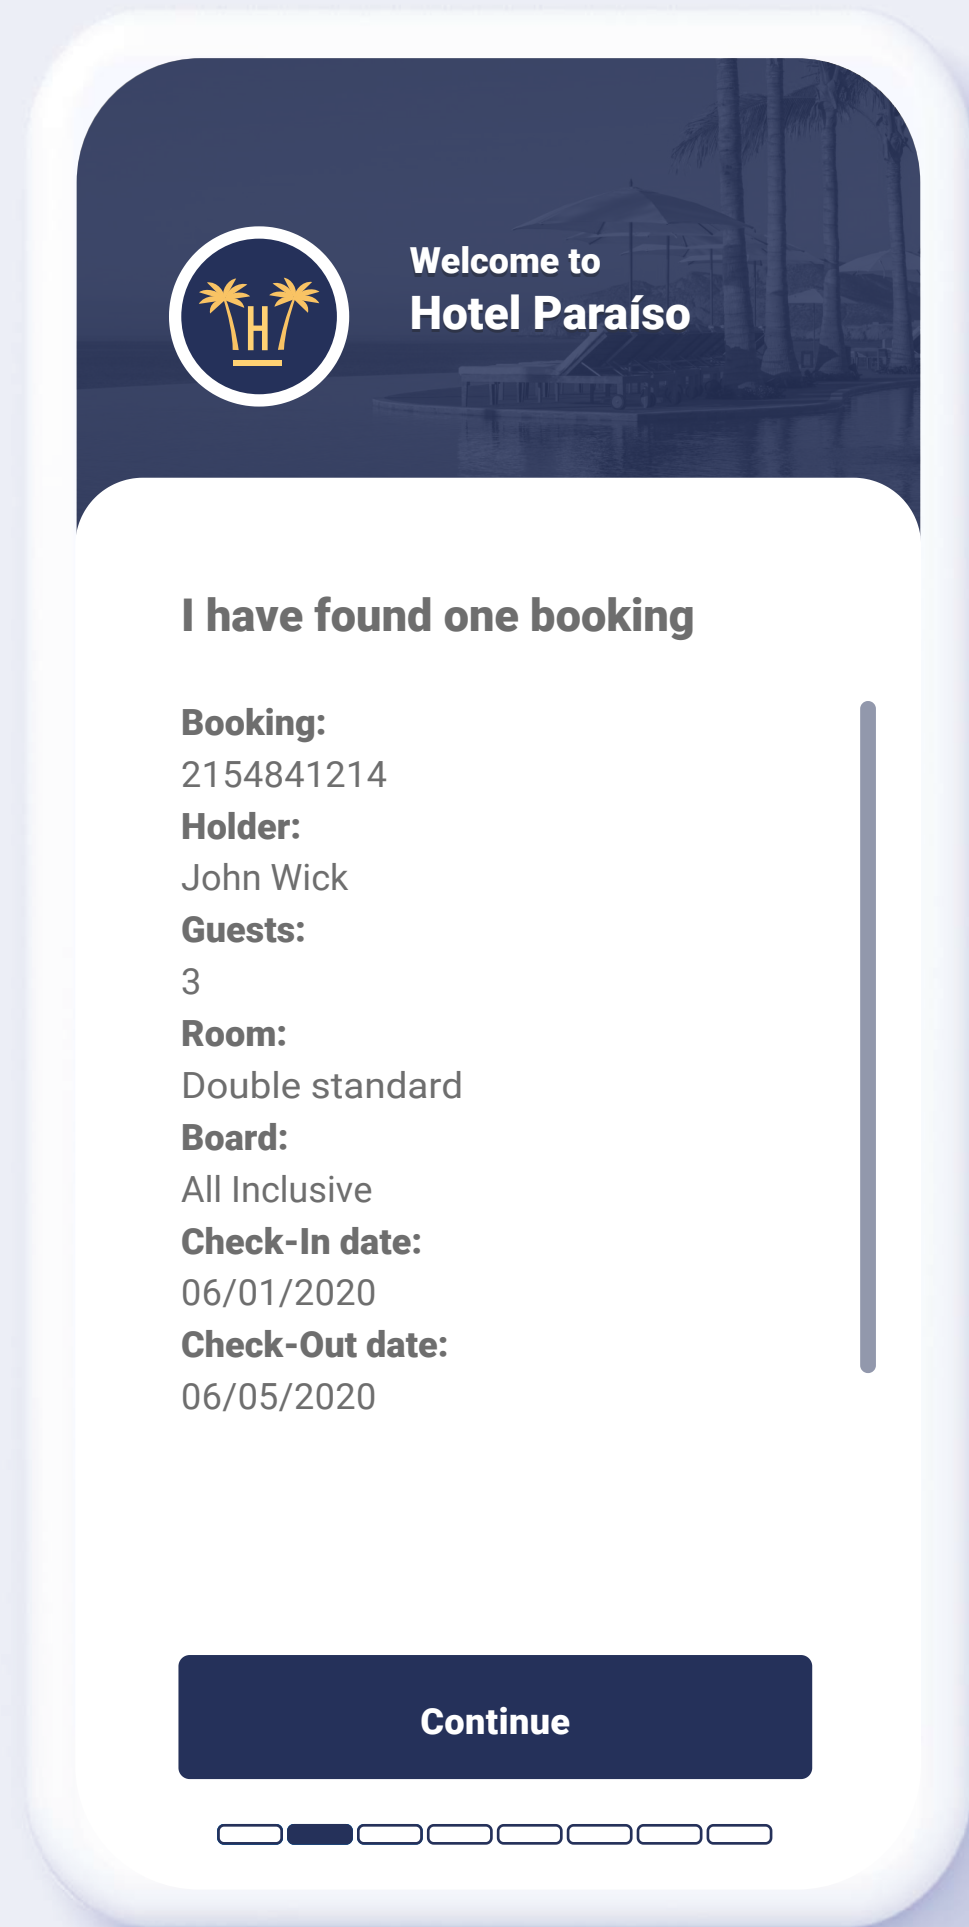 H
Welcome to
Hotel Paraíso
I have found one booking
Booking:
2154841214
Holder:
John Wick
Guests:
3
Room:
Double standard
Board:
All Inclusive
Check-In date:
06/01/2020
Check-Out date:
06/05/2020
Continue